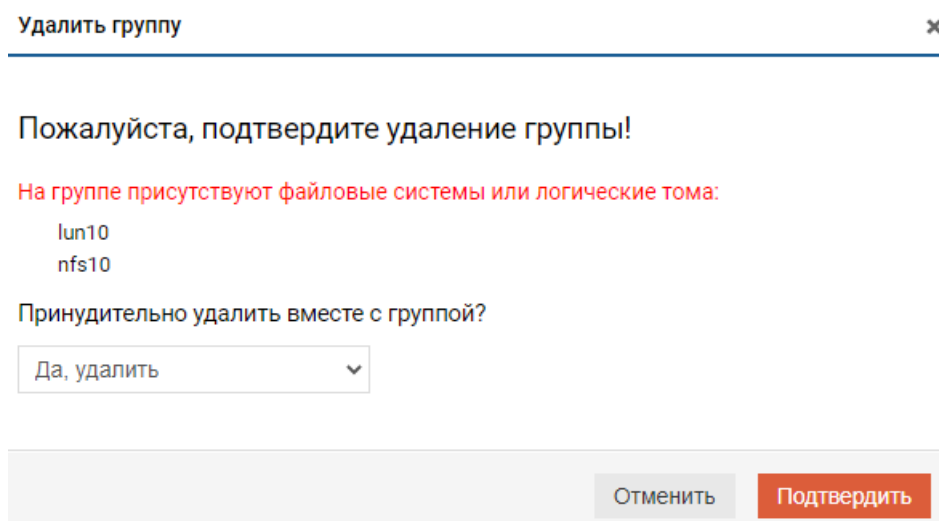 Удалить группу
Пожалуйста, подтвердите удаление группы!
На группе присутствуют файловые системы или логические тома:
lun10
nfs10
Принудительно удалить вместе с группой?
Да, удалить
Отменить
Подтвердить